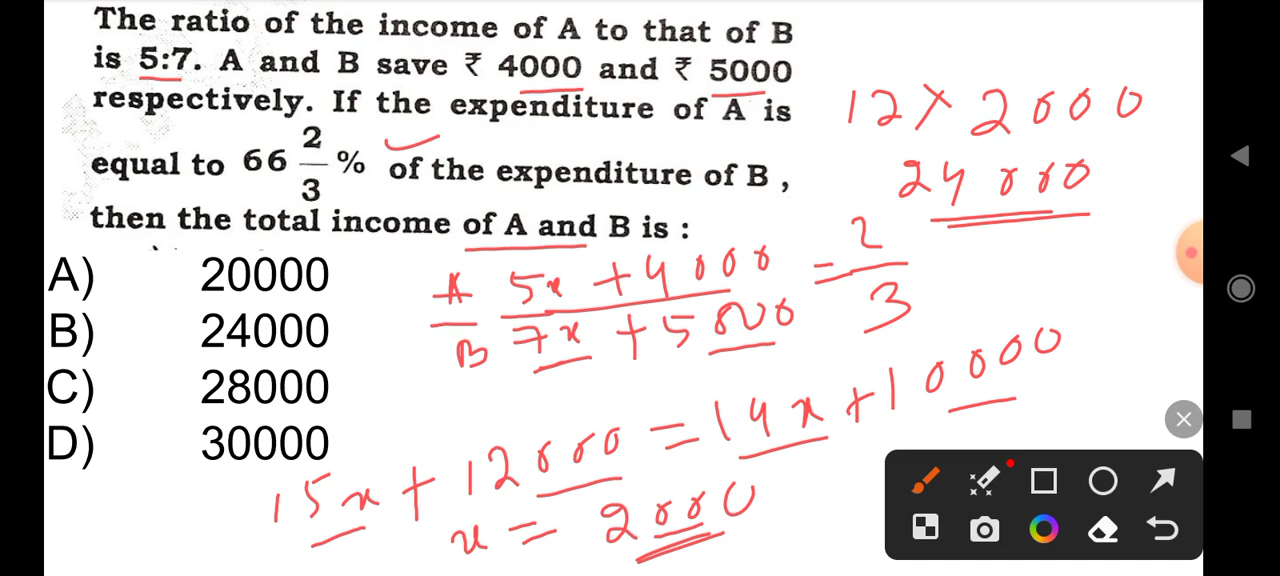 The ratio of the income of A to that of B
is 5:7. A and B save ₹ 4000 and ₹ 5000
respectively. If the expenditure of A is
equal to 66 2/3 % of the expenditure of B ,
then the total income of A and B is :
A) 20000
B) 24000
C) 28000
D) 30000
12 × 2000
24000
A/B (5x + 4000)/(7x + 5000) = 2/3
15x + 12000 = 14x + 10000
x = 2000